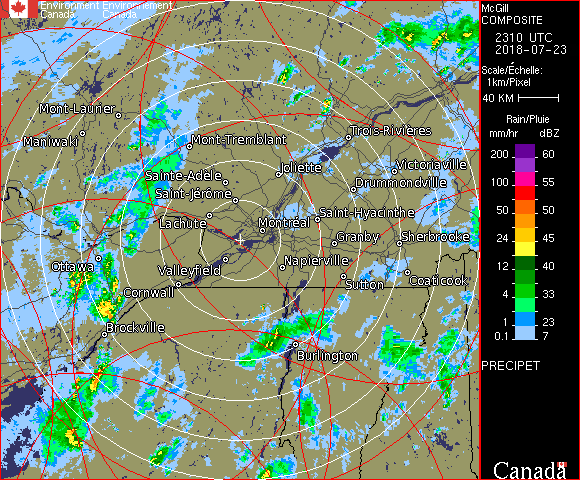 Environment Environnement
Canada Canada
Mont-Laurier
Maniwaki
Mont-Tremblant
Trois-Rivières
Sainte-Adèle
Joliette
Victoriaville
Saint-Jérôme
Drummondville
Lachute
Montréal
Saint-Hyacinthe
Granby
Sherbrooke
Ottawa
Valleyfield
Napierville
Coaticook
Cornwall
Sutton
Brockville
Burlington
McGill
COMPOSITE
2310 UTC
2018-07-23
Scale/Échelle:
1km/Pixel
40 KM
Rain/Pluie
mm/hr dBZ
200 60
100 55
50 50
24 45
12 40
4 33
1 23
0.1 7
PRECIPET
Canada